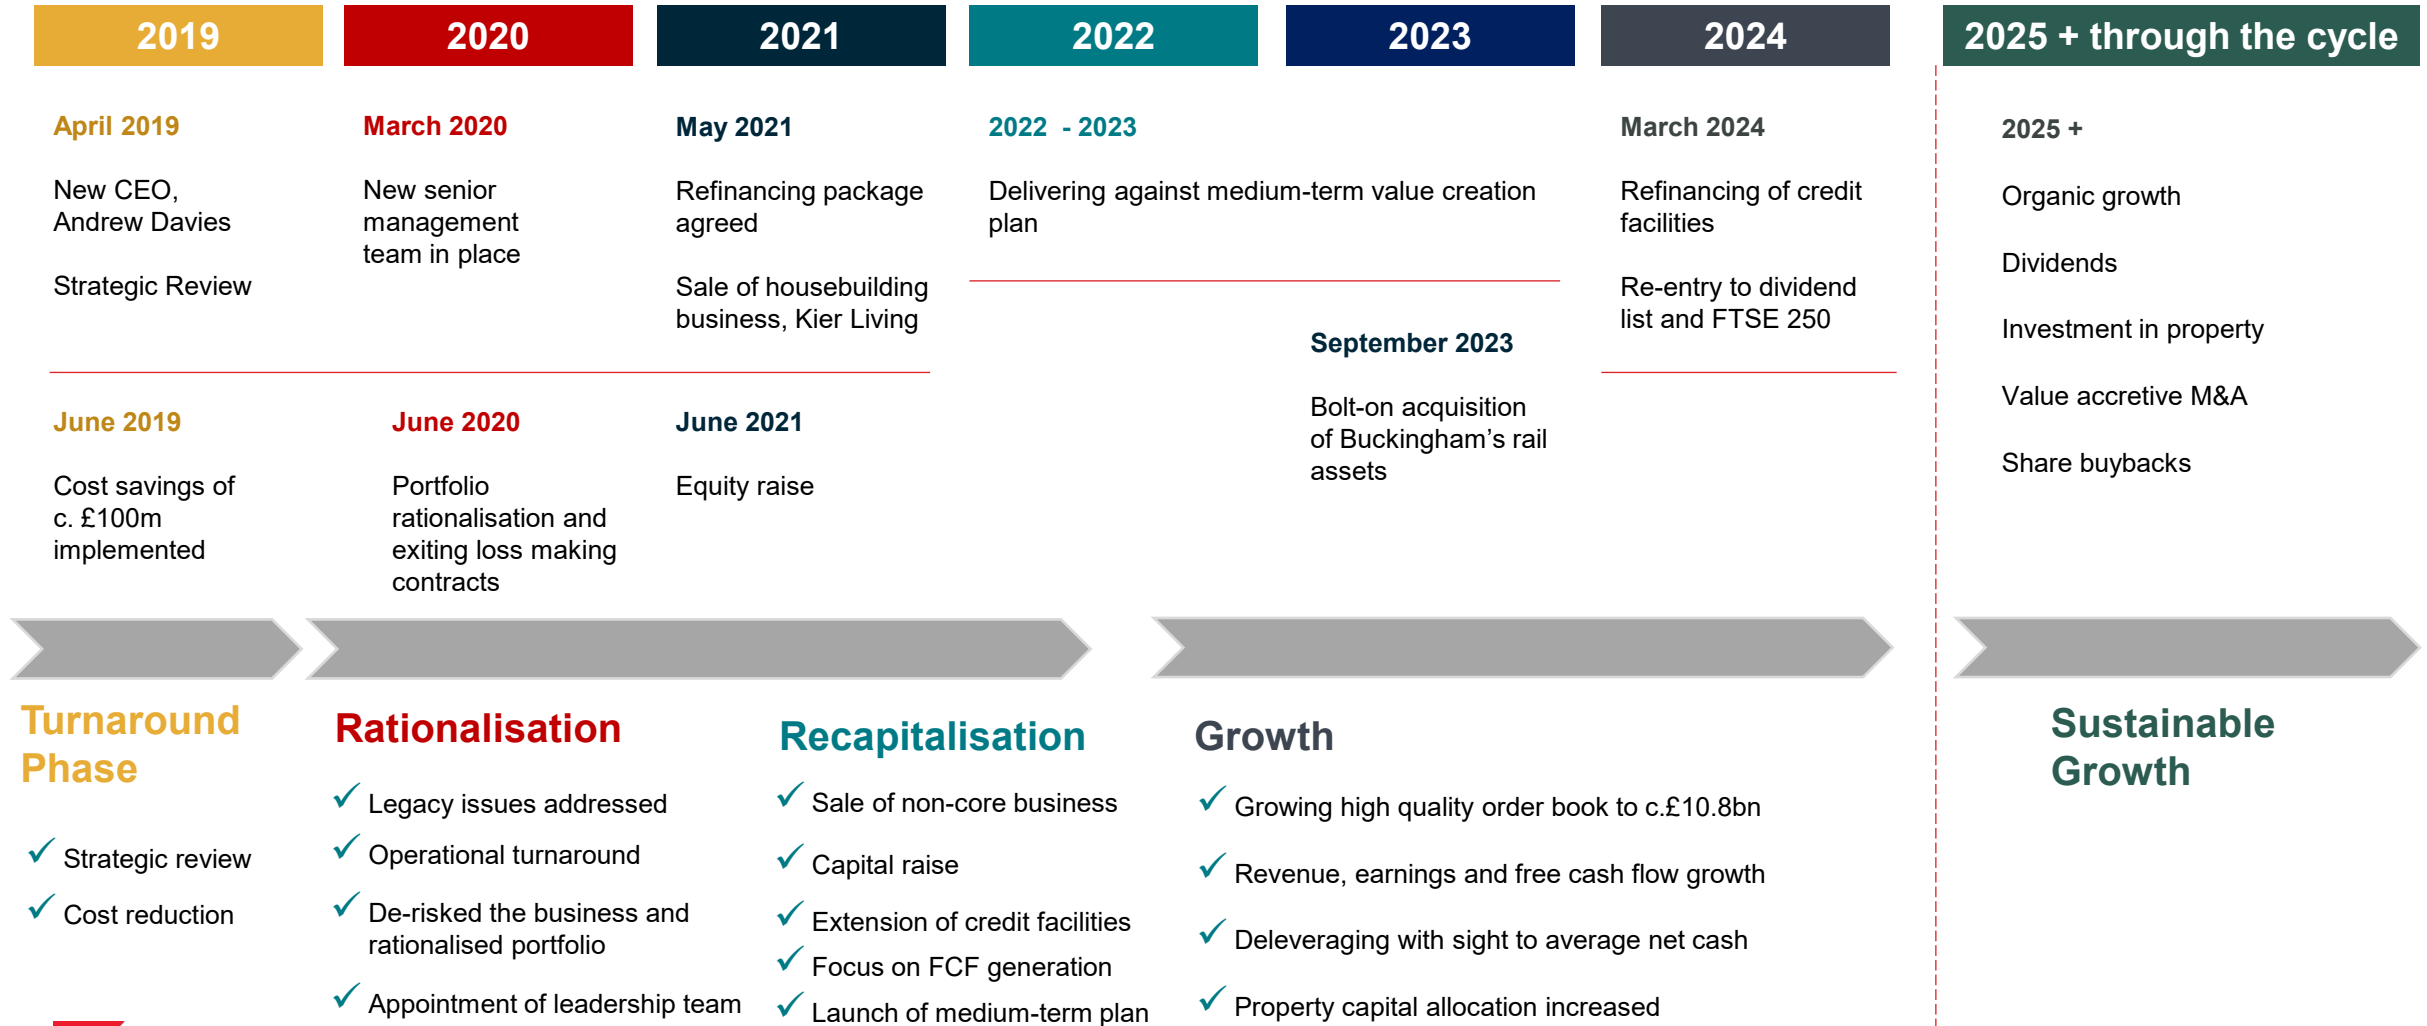 2019
2020
2021
2022
2023
2024
2025 + through the cycle
April 2019
New CEO,
Andrew Davies
Strategic Review
June 2019
Cost savings of
c. £100m
implemented
March 2020
New senior
management
team in place
June 2020
Portfolio
rationalisation and
exiting loss making
contracts
May 2021
Refinancing package
agreed
Sale of housebuilding
business, Kier Living
June 2021
Equity raise
2022  - 2023
Delivering against medium-term value creation
plan
September 2023
Bolt-on acquisition
of Buckingham’s rail
assets
March 2024
Refinancing of credit
facilities
Re-entry to dividend
list and FTSE 250
2025 +
Organic growth
Dividends
Investment in property
Value accretive M&A
Share buybacks
Turnaround
Phase
✓ Strategic review
✓ Cost reduction
Rationalisation
✓ Legacy issues addressed
✓ Operational turnaround
✓ De-risked the business and
rationalised portfolio
✓ Appointment of leadership team
Recapitalisation
✓ Sale of non-core business
✓ Capital raise
✓ Extension of credit facilities
✓ Focus on FCF generation
✓ Launch of medium-term plan
Growth
✓ Growing high quality order book to c.£10.8bn
✓ Revenue, earnings and free cash flow growth
✓ Deleveraging with sight to average net cash
✓ Property capital allocation increased
Sustainable
Growth